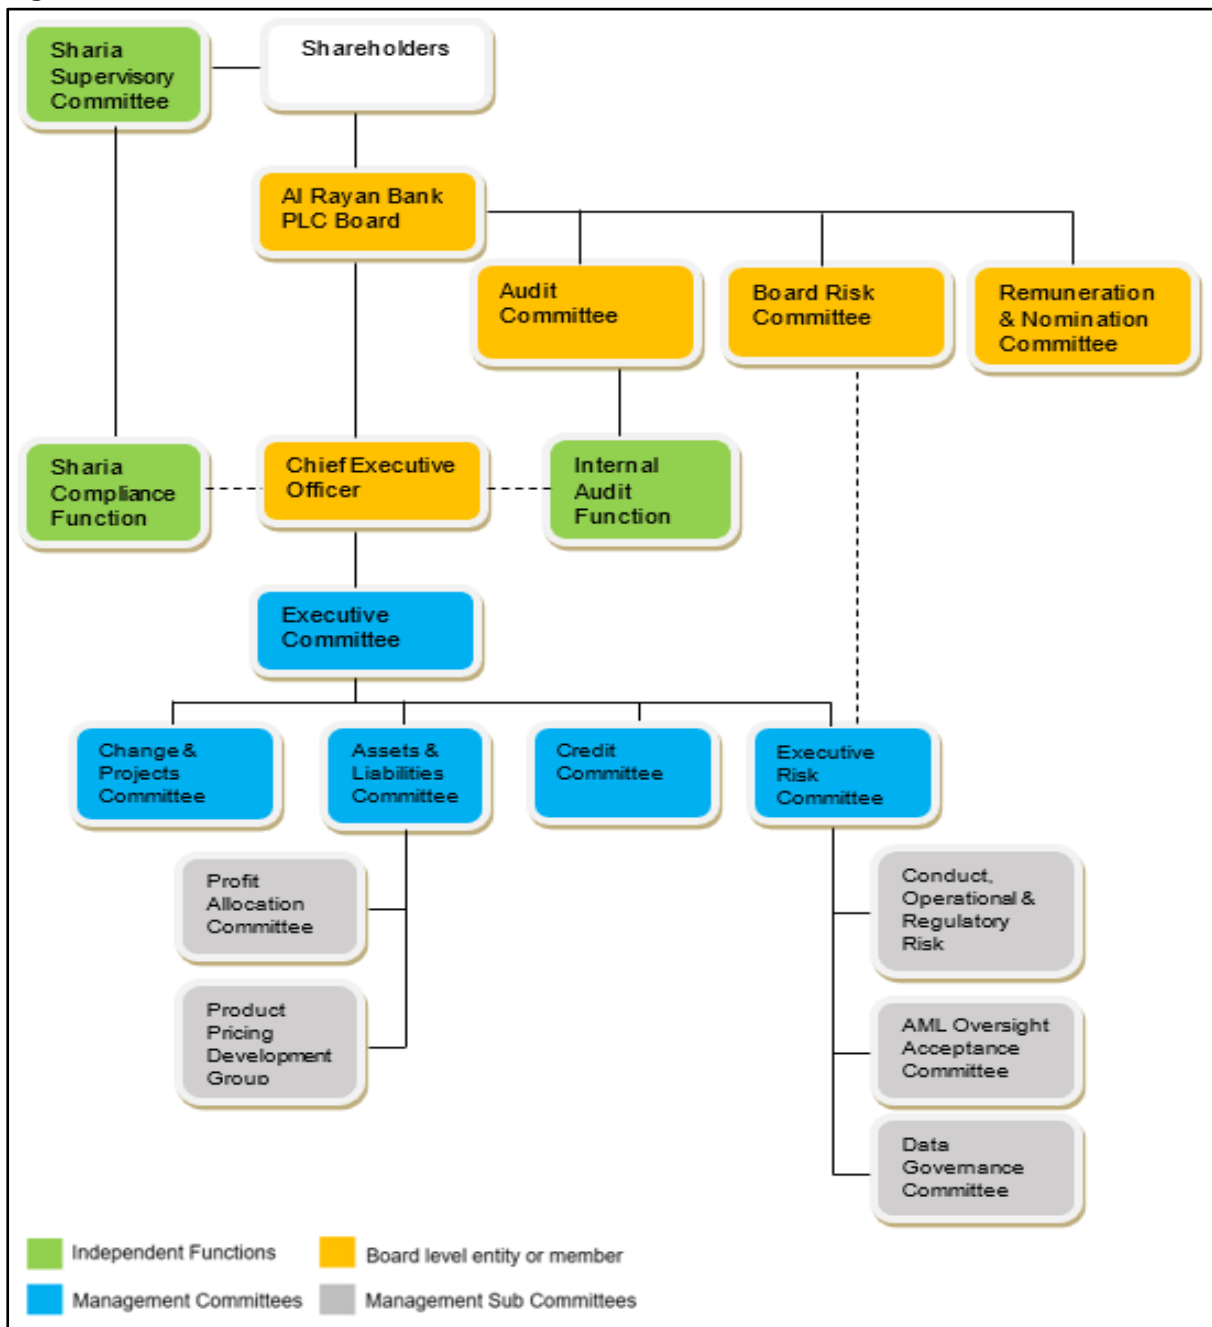 Sharia
Supervisory
Committee
Shareholders
Al Rayan Bank
PLC Board
Audit
Committee
Board Risk
Committee
Remuneration
& Nomination
Committee
Sharia
Compliance
Function
Chief Executive
Officer
Internal
Audit
Function
Executive
Committee
Change &
Projects
Committee
Assets &
Liabilities
Committee
Credit
Committee
Executive
Risk
Committee
Profit
Allocation
Committee
Product
Pricing
Development
Group
Conduct,
Operational &
Regulatory
Risk
AML Oversight
Acceptance
Committee
Data
Governance
Committee
Independent Functions
Board level entity or member
Management Committees
Management Sub Committees